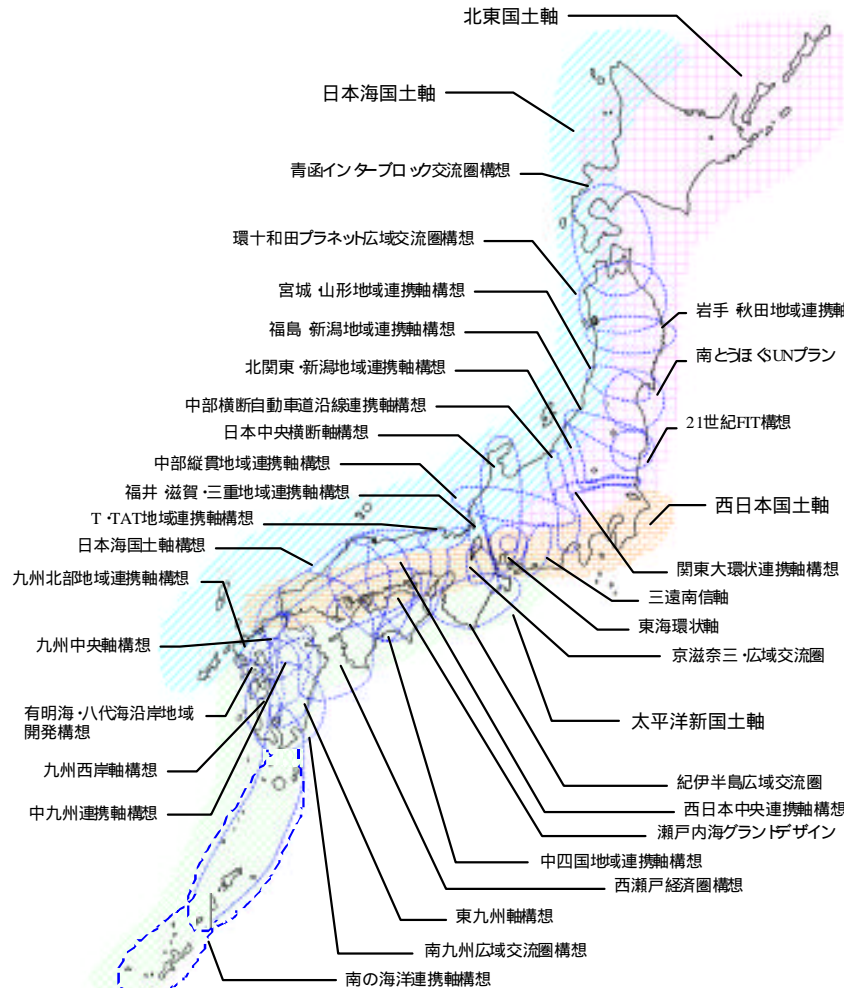 北東国土軸
日本海国土軸
青函インターブロック交流圏構想
環十和田プラネット広域交流圏構想
宮城・山形地域連携軸構想
岩手・秋田地域連携軸
福島・新潟地域連携軸構想
南とうほくSUNプラン
北関東・新潟地域連携軸構想
中部横断自動車道沿線連携軸構想
21世紀FIT構想
日本中央横断軸構想
中部縦貫地域連携軸構想
福井・滋賀・三重地域連携軸構想
西日本国土軸
T・TAT地域連携軸構想
日本海国土軸構想
関東大環状連携軸構想
九州北部地域連携軸構想
三遠南信軸
東海環状軸
九州中央軸構想
京滋奈三・広域交流圏
有明海・八代海沿岸地域
開発構想
太平洋新国土軸
九州西岸軸構想
紀伊半島広域交流圏
中九州連携軸構想
西日本中央連携軸構想
瀬戸内海グランドデザイン
中四国地域連携軸構想
西瀬戸経済圏構想
東九州軸構想
南九州広域交流圏構想
南の海洋連携軸構想